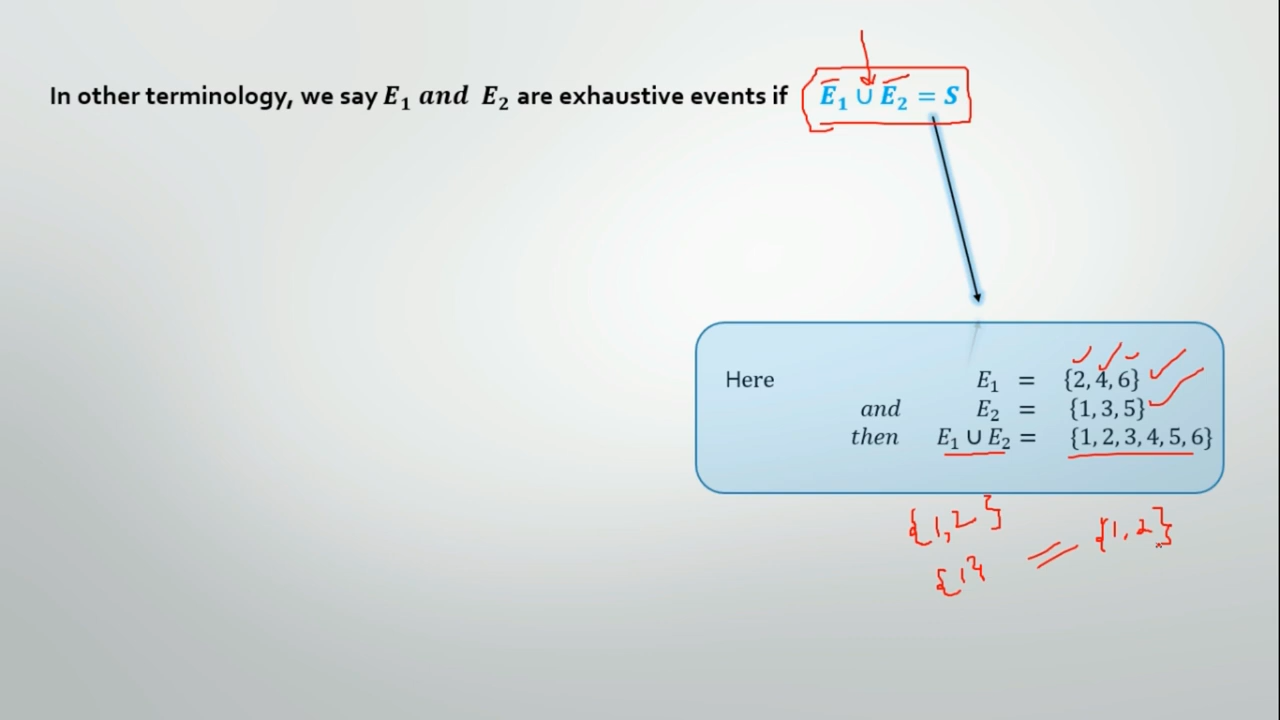 In other terminology, we say E₁ and E₂ are exhaustive events if E₁ ∪ E₂ = S
Here E₁ = {2, 4, 6}
and E₂ = {1, 3, 5}
then E₁ ∪ E₂ = {1, 2, 3, 4, 5, 6}
{1,2} = {1,2}
{1}